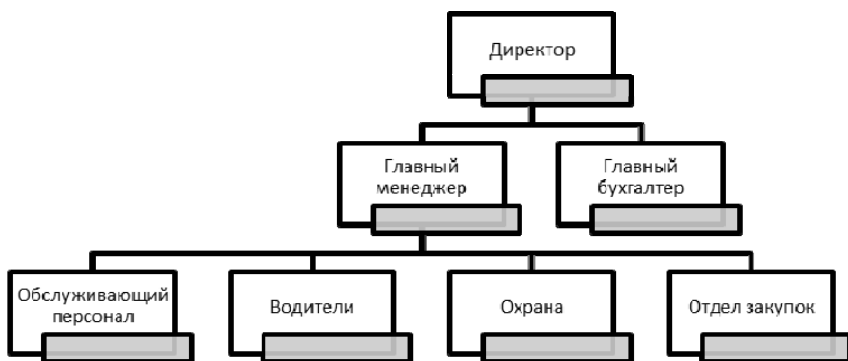 Директор
Главный
менеджер
Главный
бухгалтер
Обслуживающий
персонал
Водители
Охрана
Отдел закупок